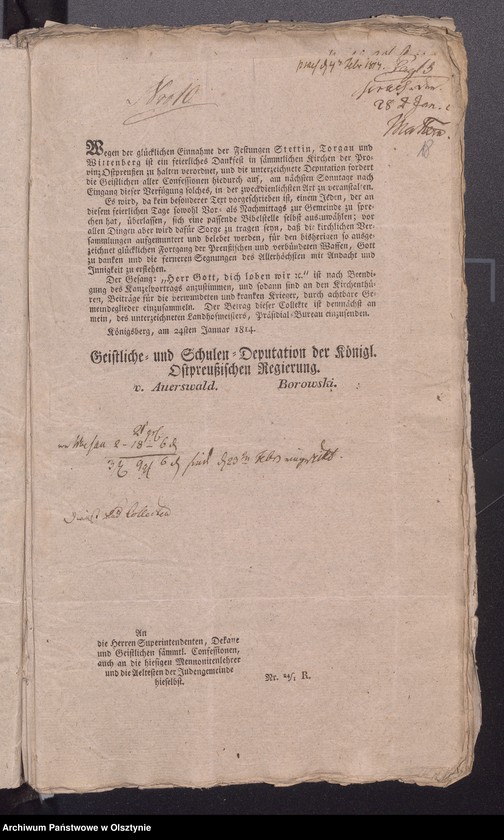 praes. d 4ᵗ Febr 1814.
28 Jan.
18
Wegen der glücklichen Einnahme der Festungen Stettin, Torgau und
Wittenberg ist ein feierliches Dankfest in sämmtlichen Kirchen der Pro-
vinz Ostpreußen zu halten verordnet, und die unterzeichnete Deputation fordert
die Geistlichen aller Confessionen hiedurch auf, am nächsten Sonntage nach
Eingang dieser Verfügung solches, in der zweckdienlichsten Art zu veranstalten.
Es wird, da kein besonderer Text vorgeschrieben ist, einem Jeden, der an
diesem feierlichen Tage sowohl Vor- als Nachmittags zur Gemeinde zu spre-
chen hat, überlassen, sich eine passende Bibelstelle selbst auszuwählen; vor
allen Dingen aber wird dafür Sorge zu tragen seyn, daß die kirchlichen Ver-
sammlungen aufgemuntert und belebet werden, für den bisherigen so ausge-
zeichnet glücklichen Fortgang der Preußischen und verbündeten Waffen, Gott
zu danken und die ferneren Segnungen des Allerhöchsten mit Andacht und
Innigkeit zu erflehen.
Der Gesang: „Herr Gott, dich loben wir ꝛc.“ ist nach Beendi-
gung des Kanzelvortrags anzustimmen, und sodann sind an den Kirchenthü-
ren, Beiträge für die verwundeten und kranken Krieger, durch achtbare Ge-
meindeglieder einzusammeln. Der Betrag dieser Collekte ist demnächst an
mein, des unterzeichneten Landhofmeisters, Präsidial-Bureau einzusenden.
Königsberg, am 24sten Januar 1814.
Geistliche- und Schulen-Deputation der Königl.
Ostpreußischen Regierung.
v. Auerswald. Borowski.
An
die Herren Superintendenten, Dekane
und Geistlichen sämmtl. Confessionen,
auch an die hiesigen Mennonitenlehrer
und die Aeltesten der Judengemeinde
hieselbst.
Nr. 24/1 R.
Archiwum Państwowe w Olsztynie